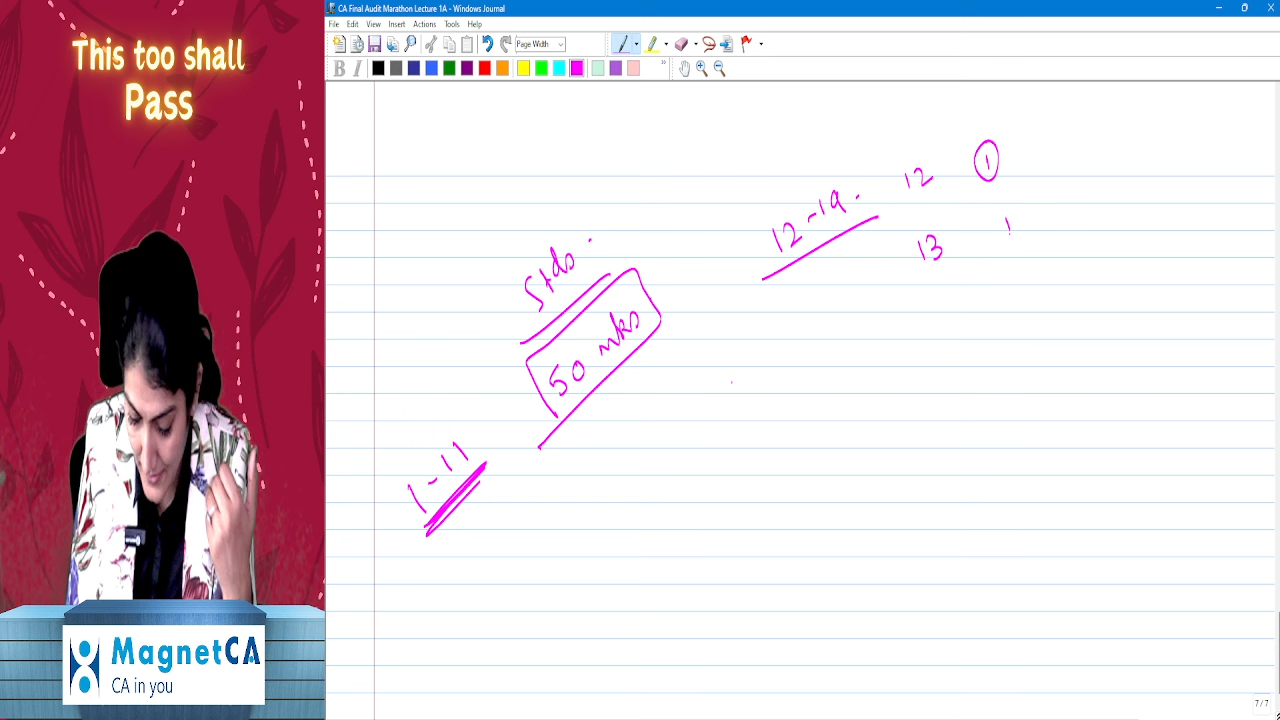 This too shall
Pass
MagnetCA
CA in you
CA Final Audit Marathon Lecture 1A - Windows Journal
File Edit View Insert Actions Tools Help
Page Width
B I
12-19. 12 1
13 1
Stds.
50 mks
1-11
7/7